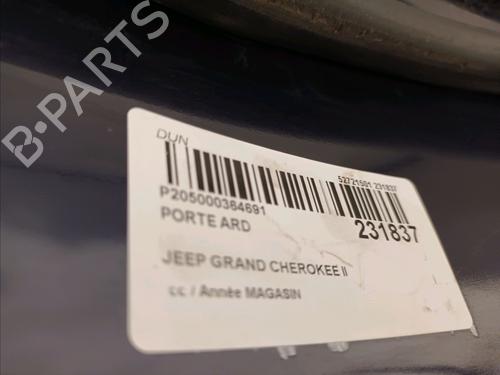 B-PARTS
DUN
52721501 231837
P205000364691
PORTE ARD
231837
JEEP GRAND CHEROKEE II
cc / Année MAGASIN